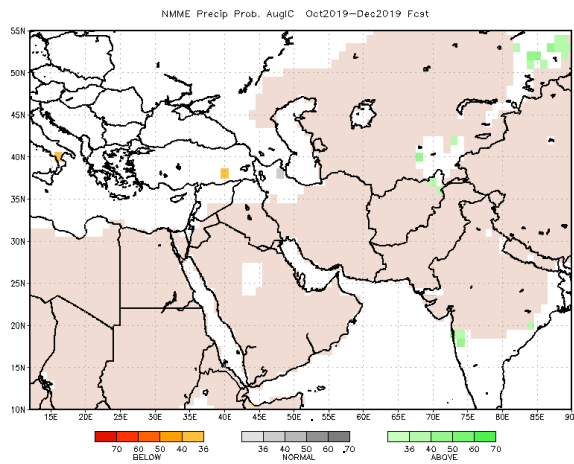 NMME Precip Prob. AugIC Oct2019-Dec2019 Fcst
55N
50N
45N
40N
35N
30N
25N
20N
15N
10N
15E 20E 25E 30E 35E 40E 45E 50E 55E 60E 65E 70E 75E 80E 85E 90E
70 60 50 40 36 36 40 50 60 70 36 40 50 60 70
BELOW NORMAL ABOVE